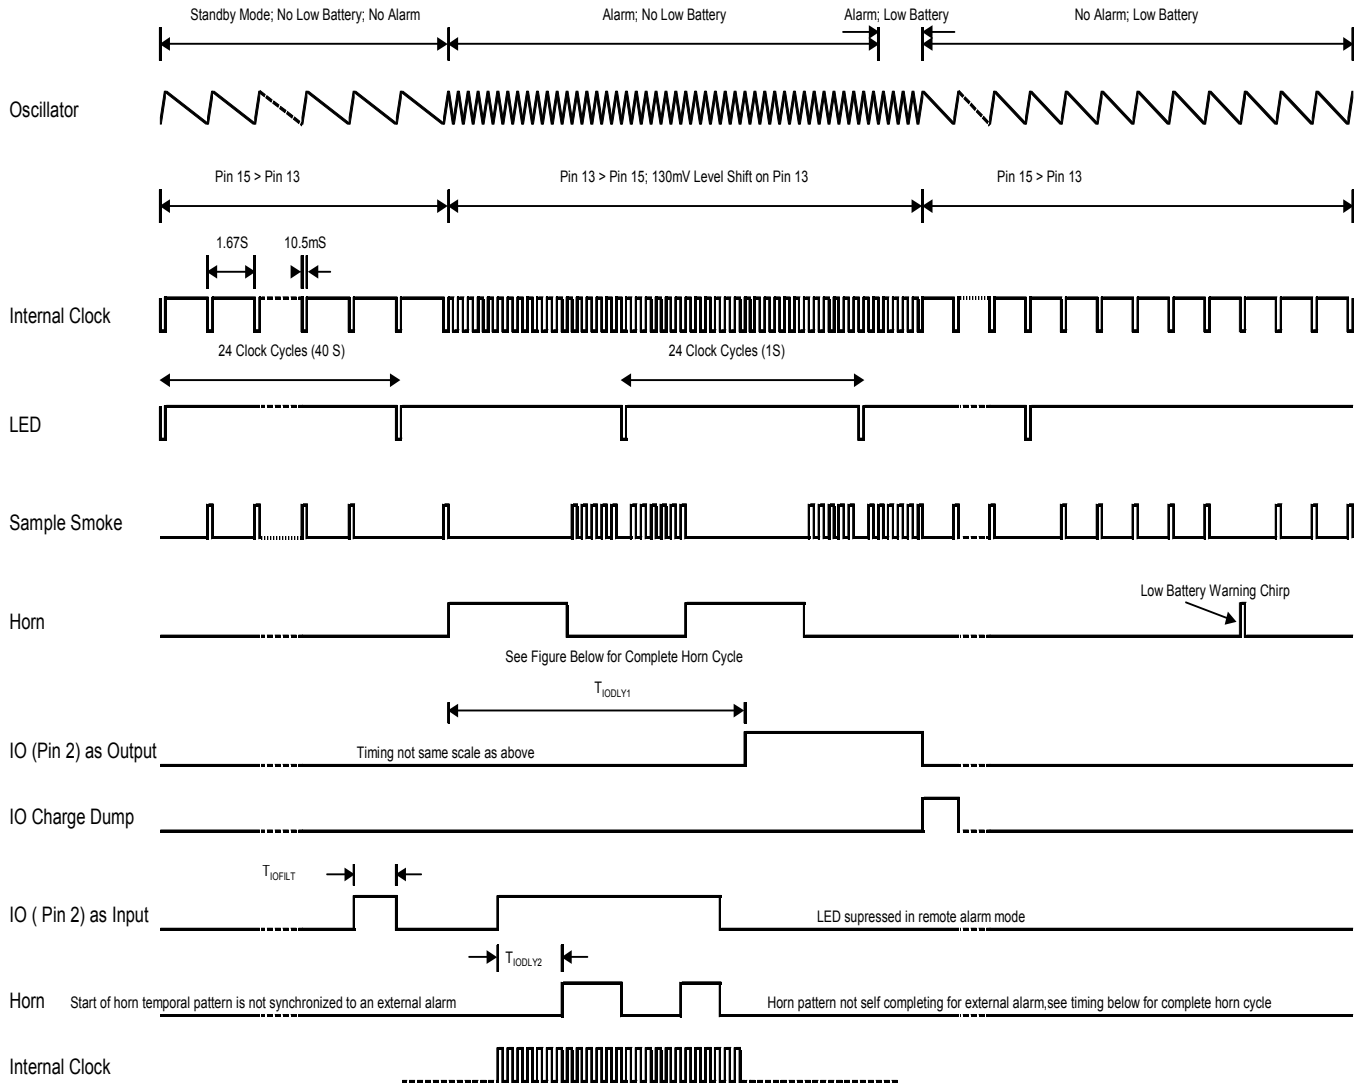 Standby Mode; No Low Battery; No Alarm
Alarm; No Low Battery
Alarm; Low Battery
No Alarm; Low Battery
Oscillator
Pin 15 > Pin 13
Pin 13 > Pin 15; 130mV Level Shift on Pin 13
Pin 15 > Pin 13
1.67S
10.5mS
Internal Clock
24 Clock Cycles (40 S)
24 Clock Cycles (1S)
LED
Sample Smoke
Low Battery Warning Chirp
Horn
See Figure Below for Complete Horn Cycle
TIODLY1
IO (Pin 2) as Output
Timing not same scale as above
IO Charge Dump
TIOFILT
IO ( Pin 2) as Input
LED supressed in remote alarm mode
TIODLY2
Horn
Start of horn temporal pattern is not synchronized to an external alarm
Horn pattern not self completing for external alarm,see timing below for complete horn cycle
Internal Clock